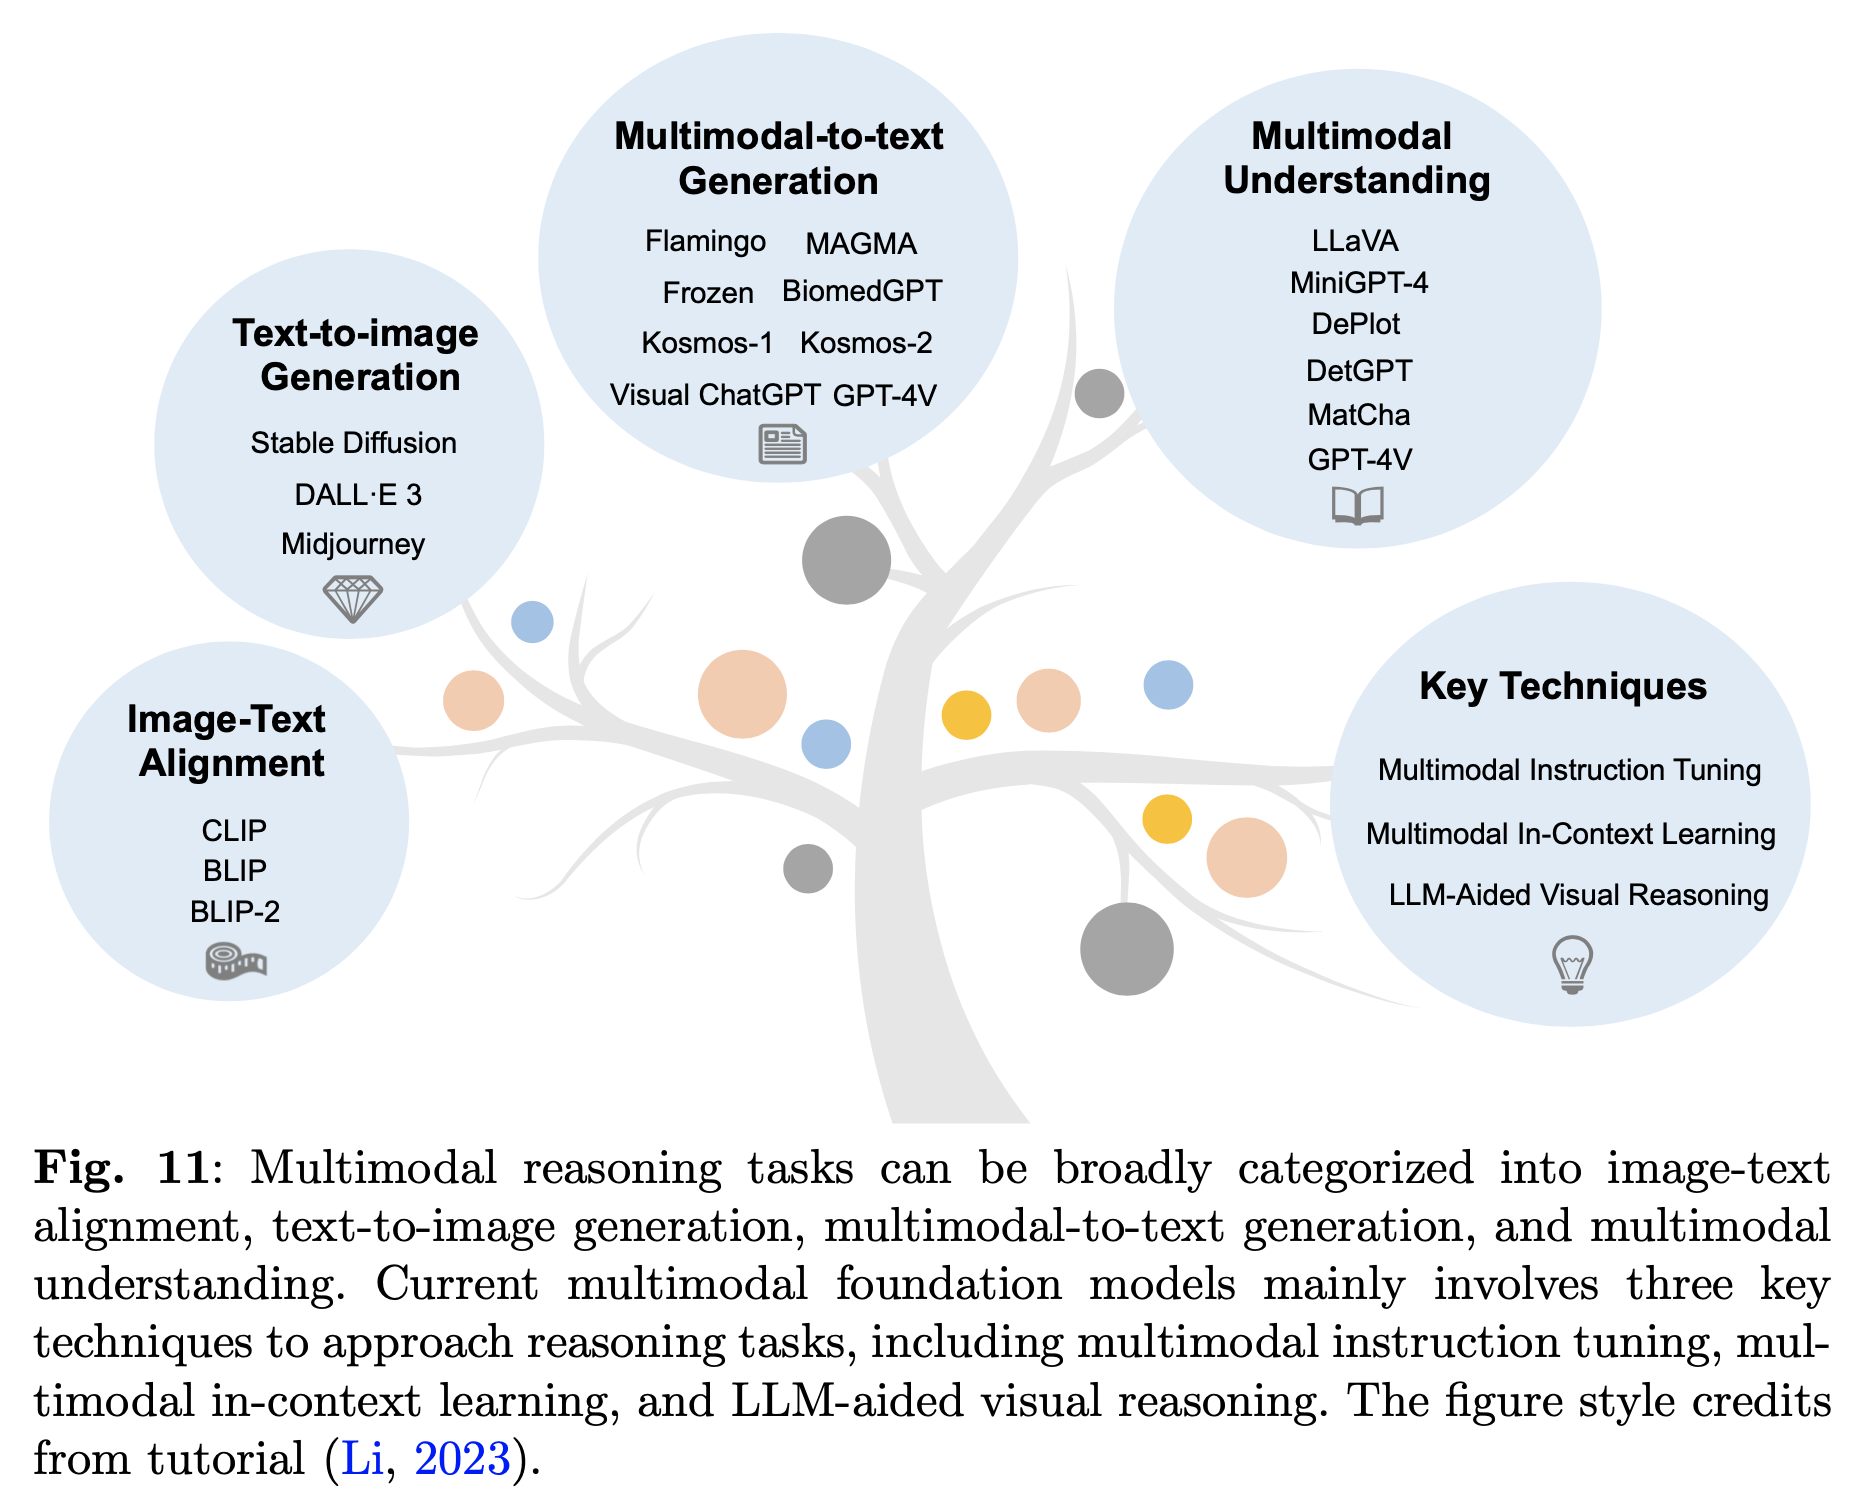 Multimodal-to-text
Generation
Flamingo MAGMA
Frozen BiomedGPT
Kosmos-1 Kosmos-2
Visual ChatGPT GPT-4V
Multimodal
Understanding
LLaVA
MiniGPT-4
DePlot
DetGPT
MatCha
GPT-4V
Text-to-image
Generation
Stable Diffusion
DALL·E 3
Midjourney
Image-Text
Alignment
CLIP
BLIP
BLIP-2
Key Techniques
Multimodal Instruction Tuning
Multimodal In-Context Learning
LLM-Aided Visual Reasoning
Fig. 11: Multimodal reasoning tasks can be broadly categorized into image-text
alignment, text-to-image generation, multimodal-to-text generation, and multimodal
understanding. Current multimodal foundation models mainly involves three key
techniques to approach reasoning tasks, including multimodal instruction tuning, mul-
timodal in-context learning, and LLM-aided visual reasoning. The figure style credits
from tutorial (Li, 2023).